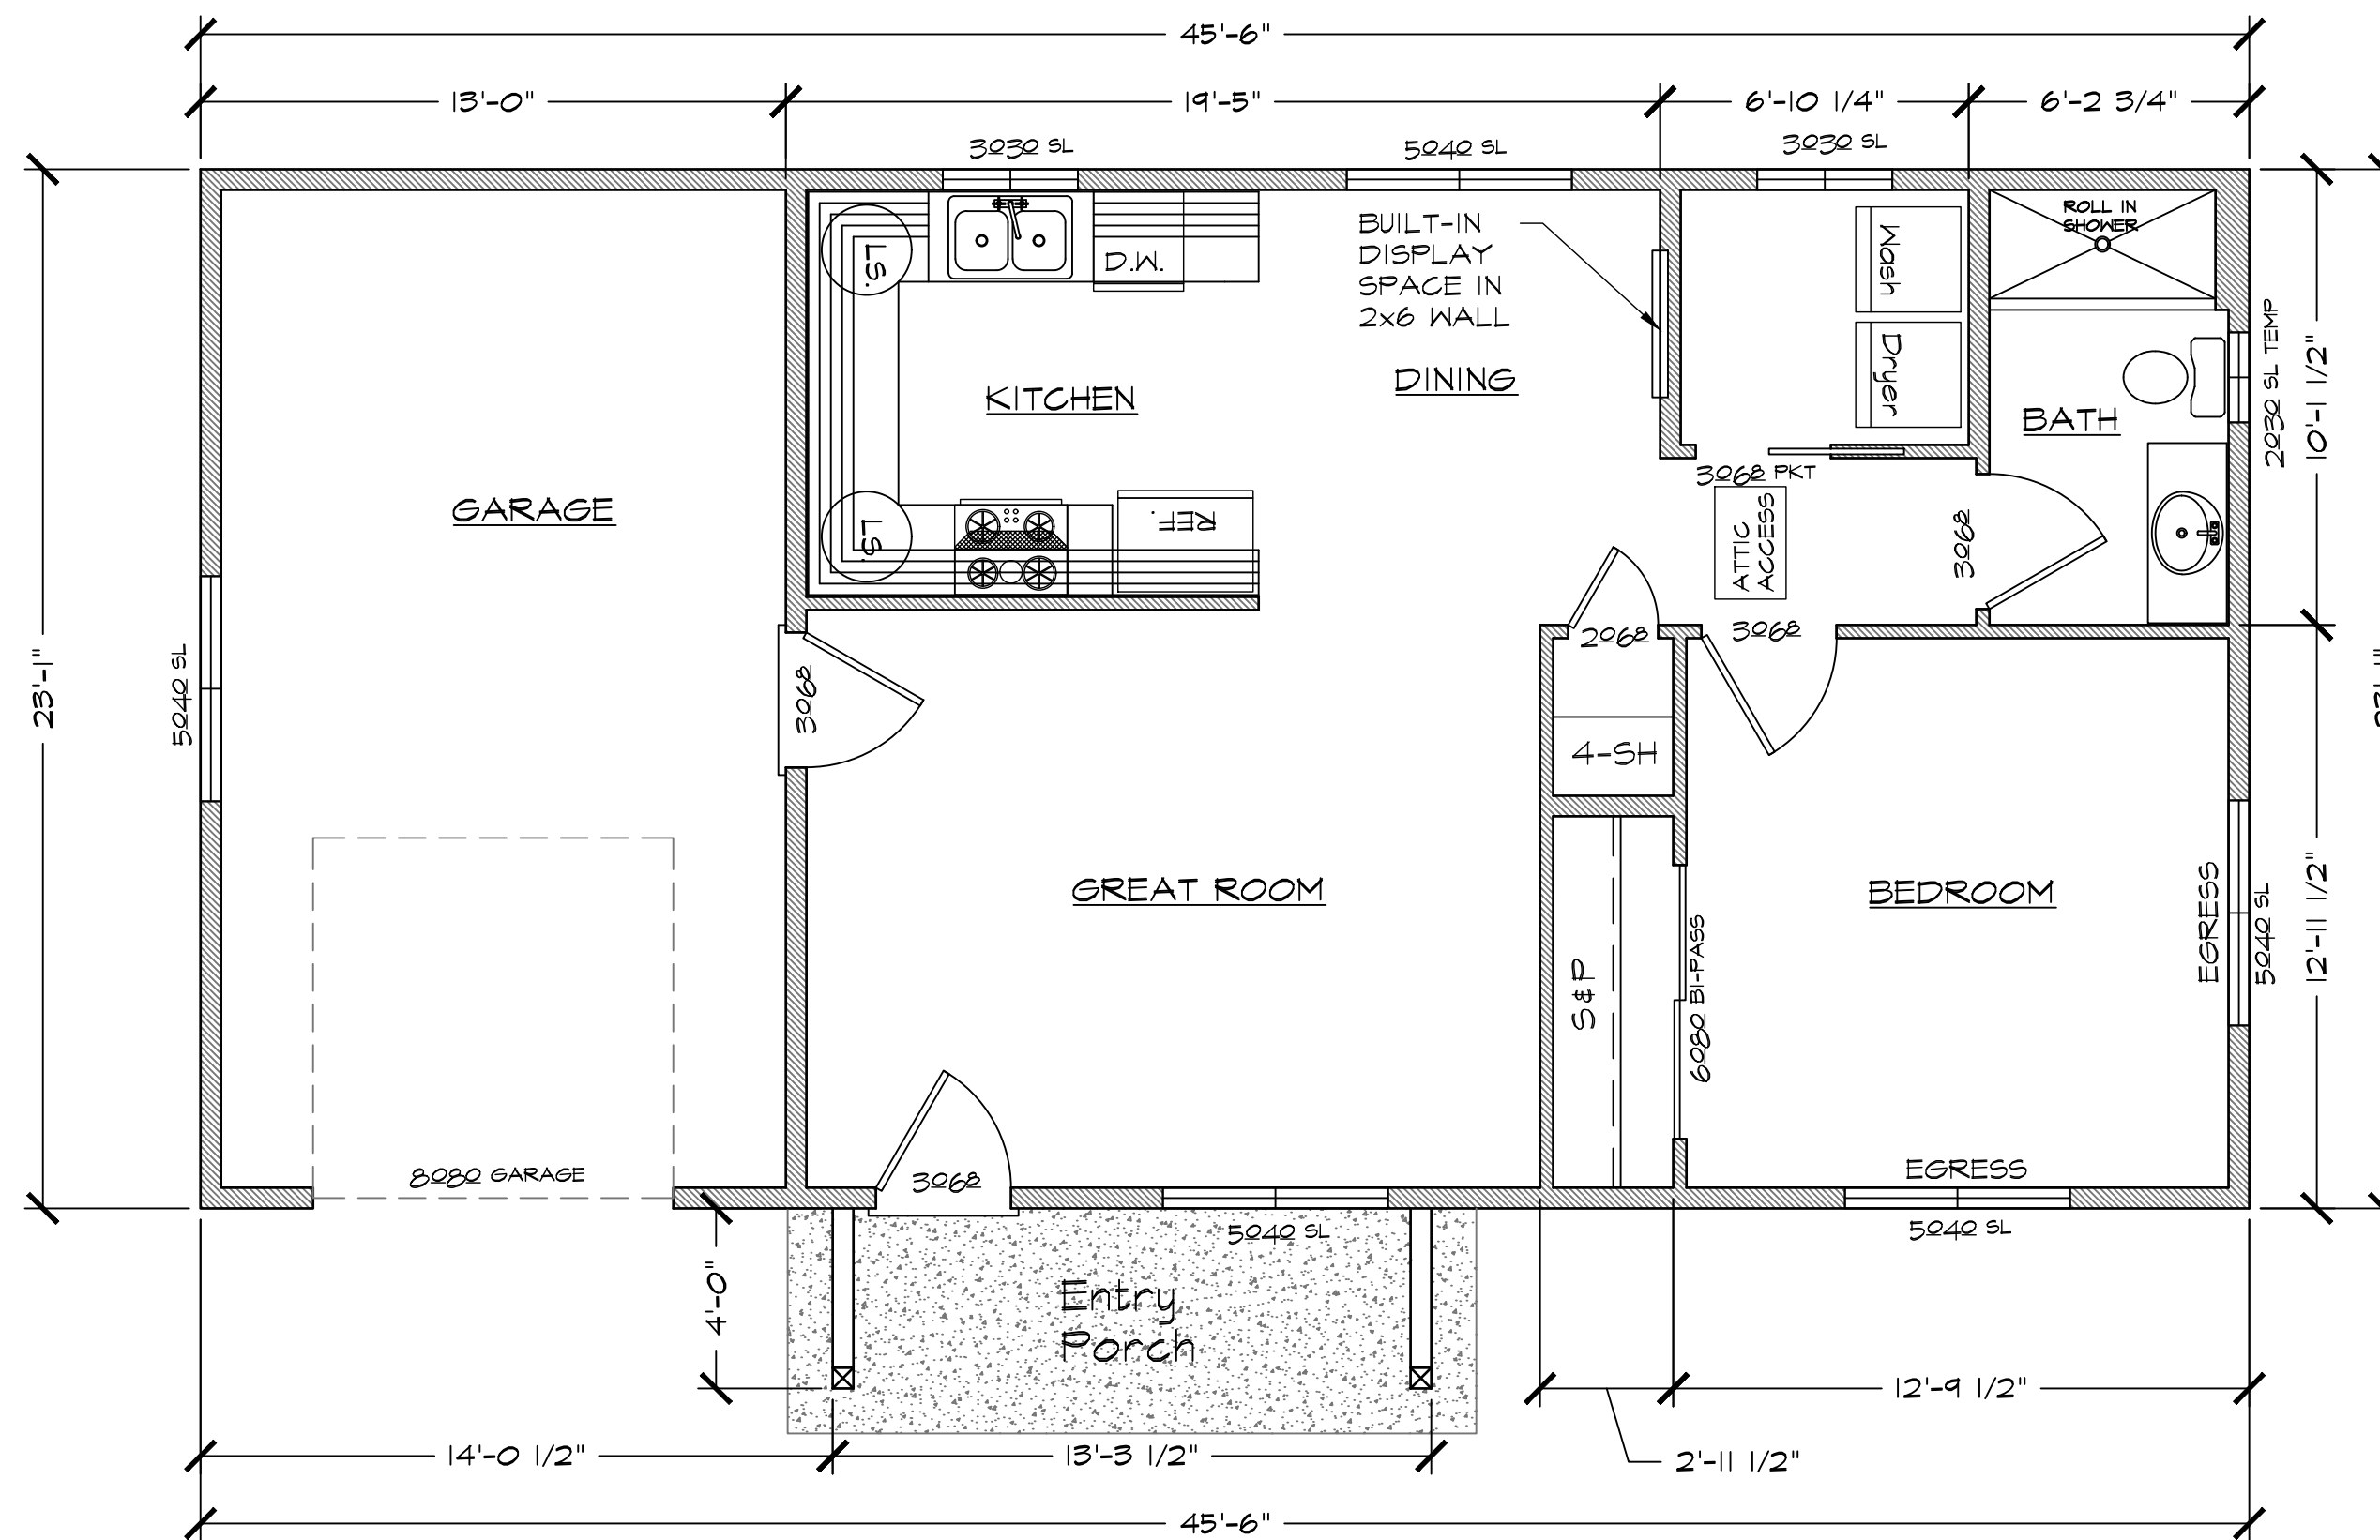 45'-6"
13'-0"
19'-5"
6'-10 1/4"
6'-2 3/4"
3030 SL
5040 SL
3030 SL
BUILT-IN
DISPLAY
SPACE IN
2x6 WALL
L.S.
D.W.
Wash
Dryer
ROLL IN
SHOWER
2030 SL TEMP
10'-1 1/2"
KITCHEN
DINING
BATH
GARAGE
3068 PKT
ATTIC
ACCESS
3068
L.S.
REF.
23'-1"
5040 SL
3068
2068
3068
4-SH
GREAT ROOM
BEDROOM
S&P
6080 BI-PASS
EGRESS
5040 SL
12'-11 1/2"
8080 GARAGE
3068
EGRESS
5040 SL
5040 SL
4'-0"
Entry
Porch
12'-9 1/2"
14'-0 1/2"
13'-3 1/2"
2'-11 1/2"
45'-6"